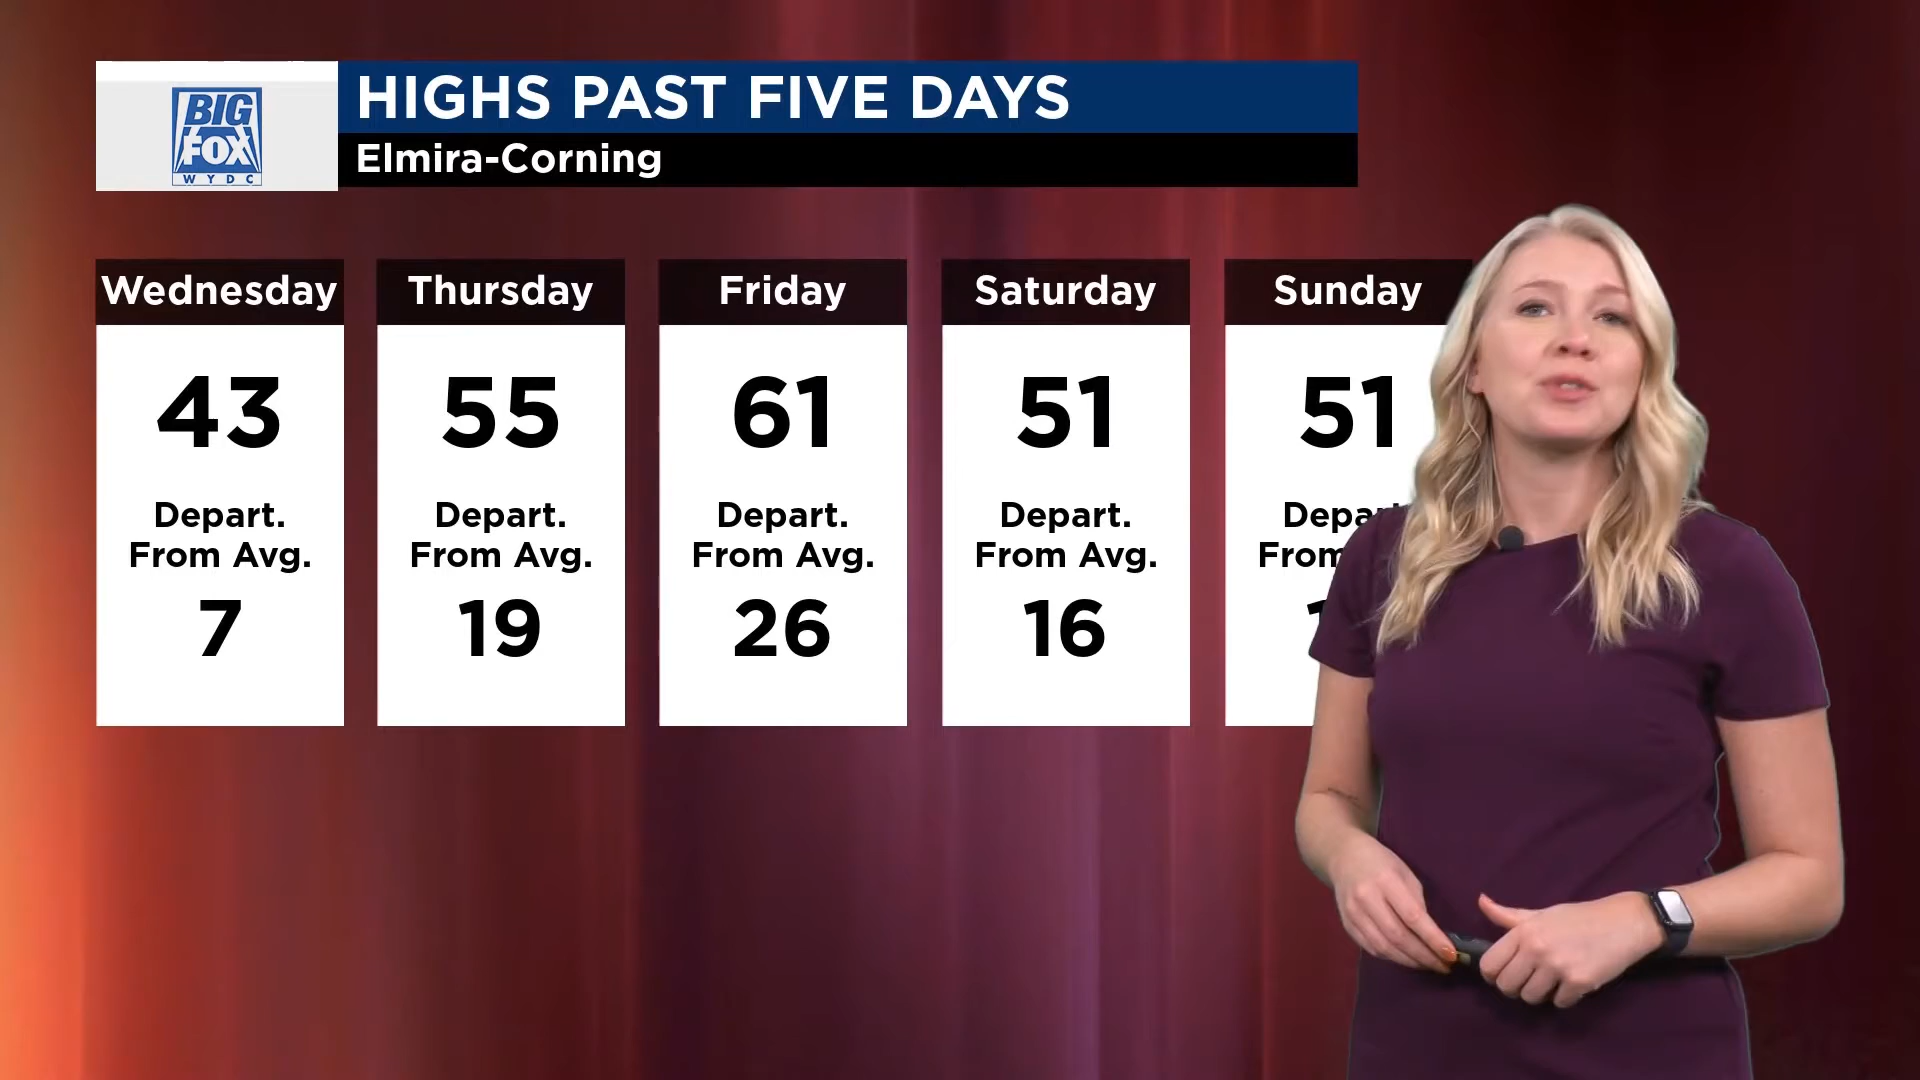 BIG
FOX
WYDC
HIGHS PAST FIVE DAYS
Elmira-Corning
Wednesday
43
Depart.
From Avg.
7
Thursday
55
Depart.
From Avg.
19
Friday
61
Depart.
From Avg.
26
Saturday
51
Depart.
From Avg.
16
Sunday
51
From